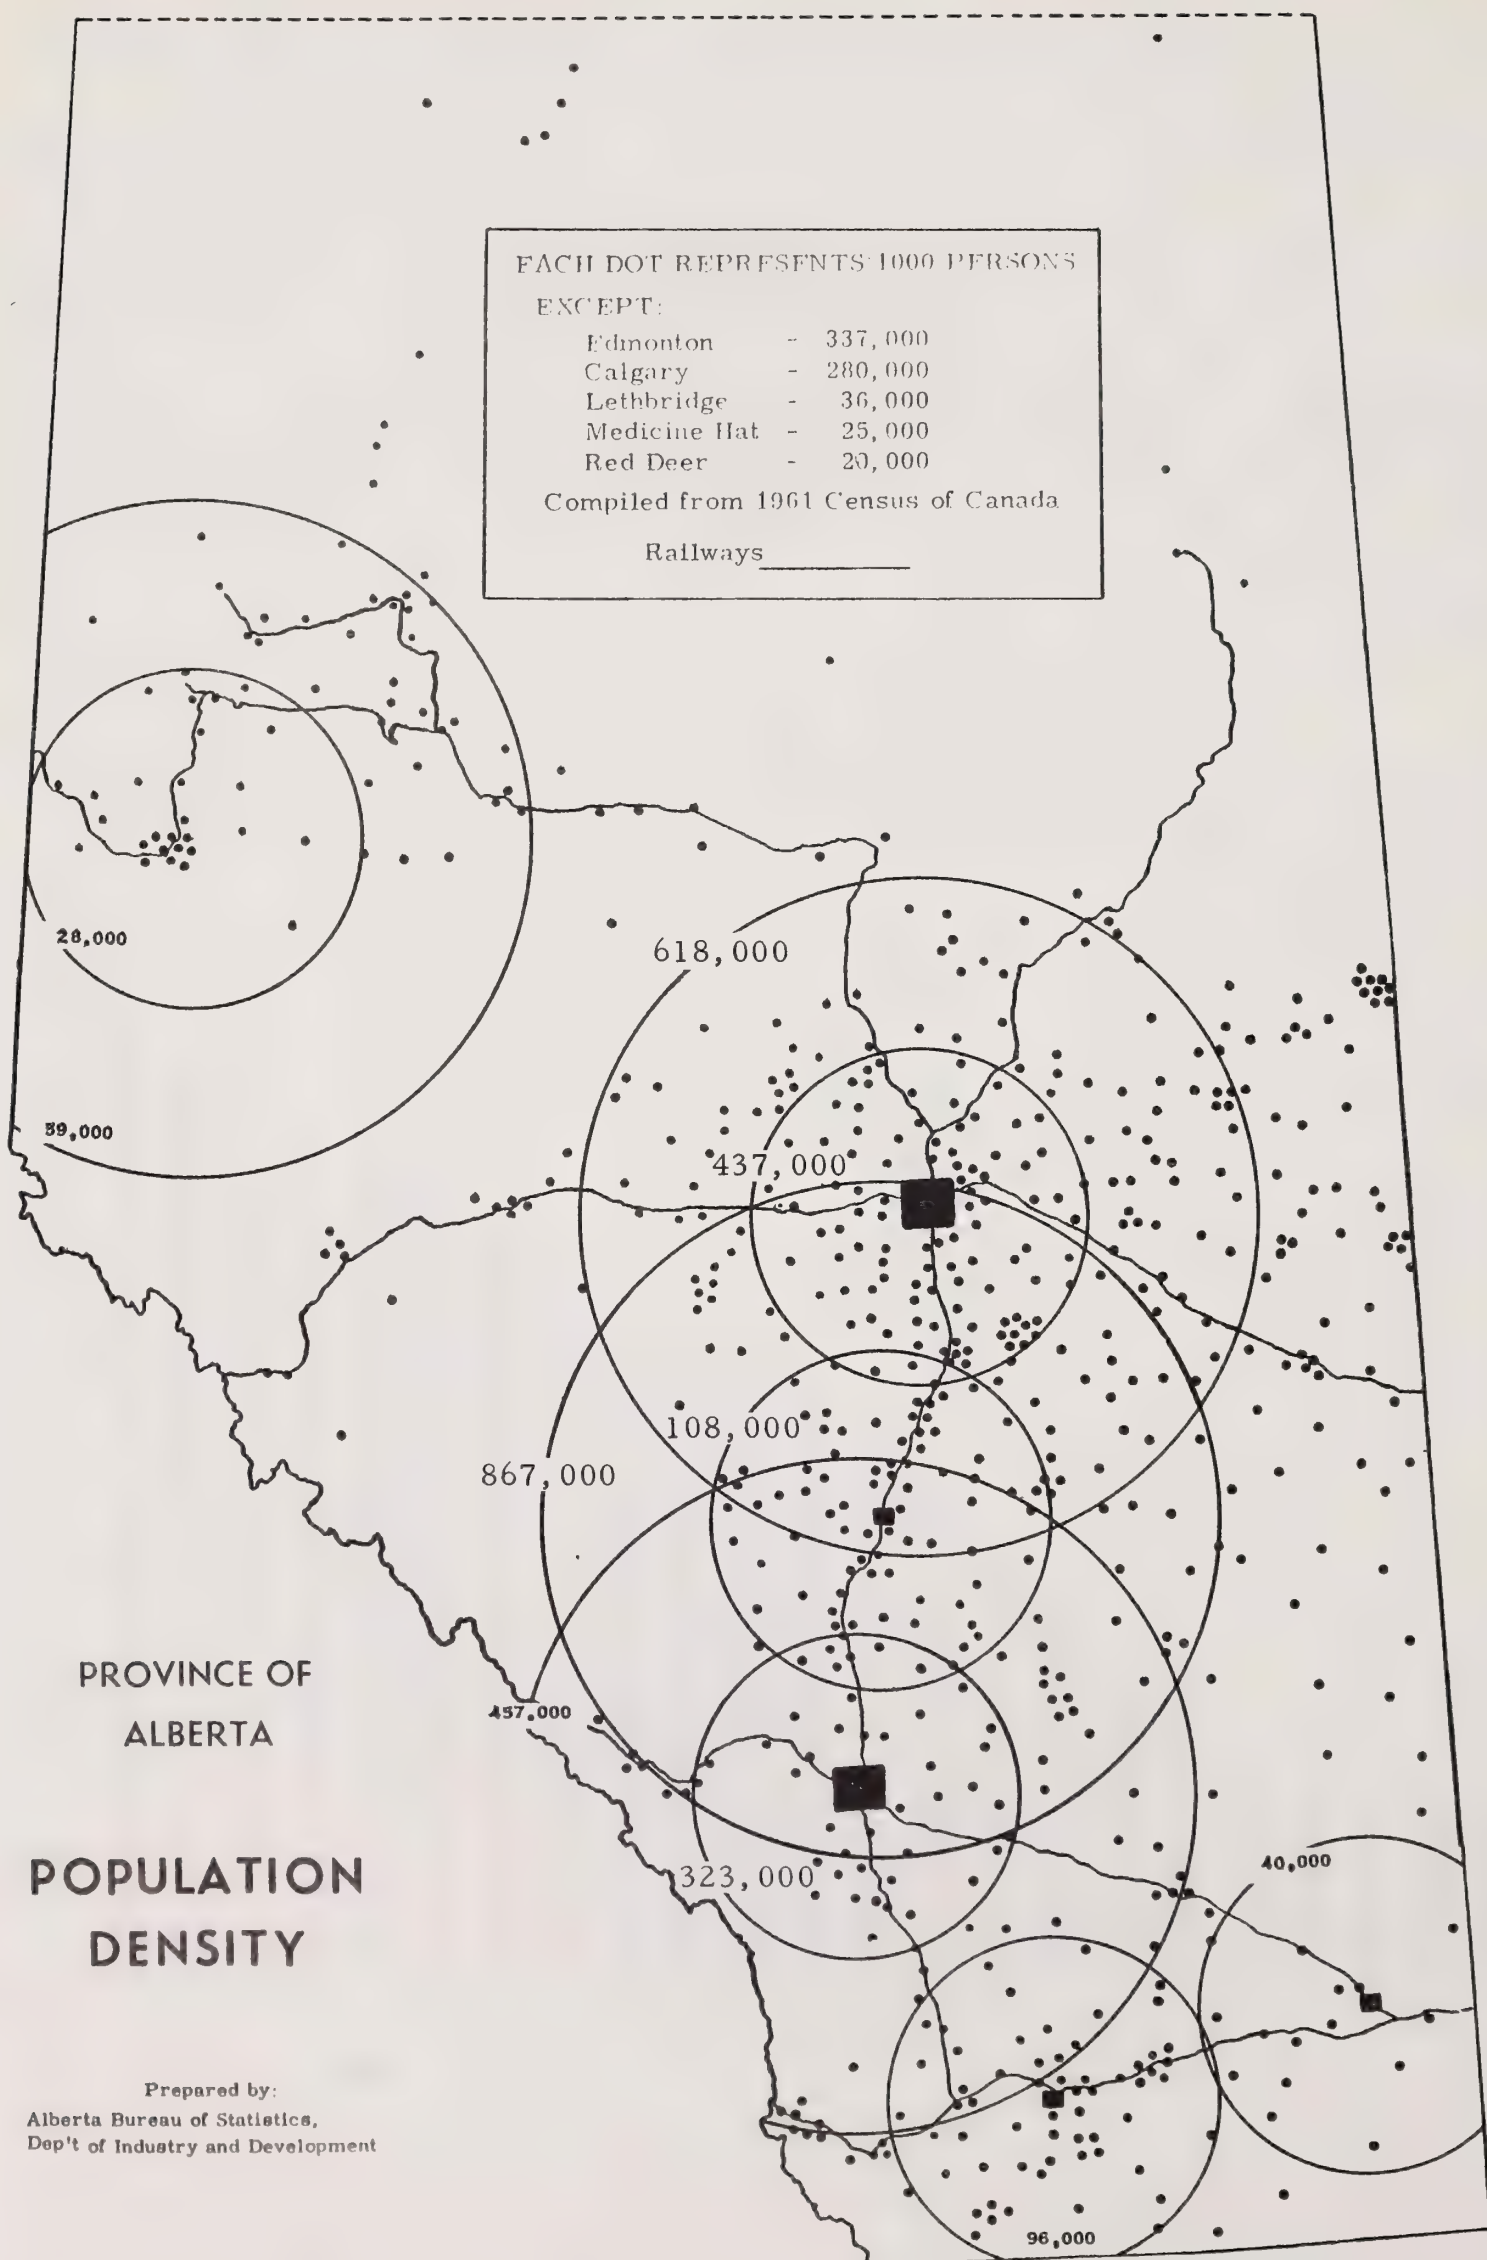 EACH DOT REPRESENTS 1000 PERSONS
EXCEPT:
Edmonton - 337,000
Calgary - 280,000
Lethbridge - 36,000
Medicine Hat - 25,000
Red Deer - 20,000
Compiled from 1961 Census of Canada
Railways
28,000
618,000
59,000
437,000
108,000
867,000
PROVINCE OF
ALBERTA
457,000
POPULATION
DENSITY
323,000
40,000
Prepared by:
Alberta Bureau of Statistics,
Dep't of Industry and Development
96,000